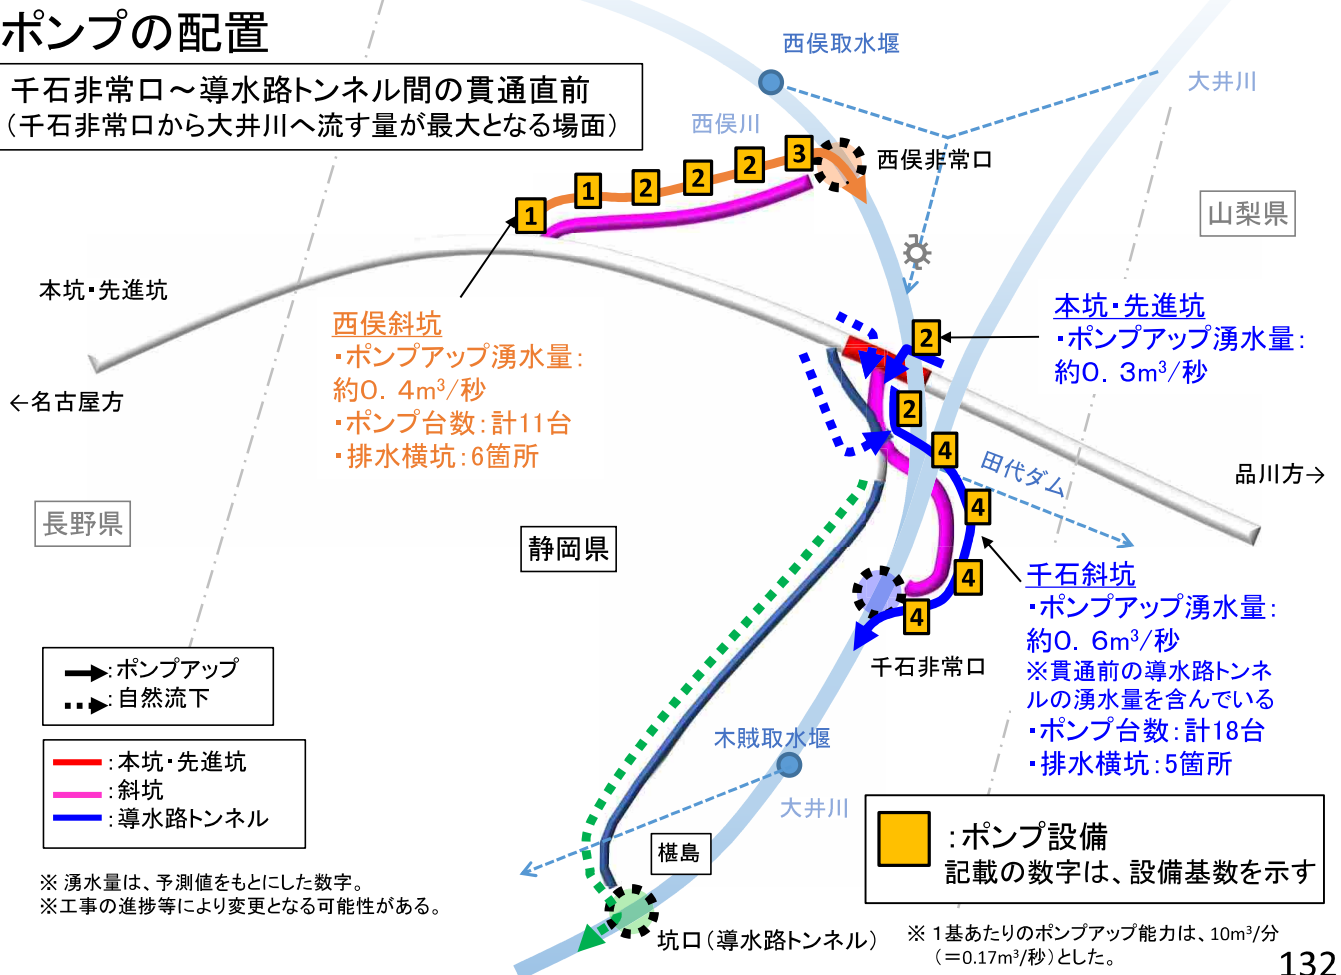 ポンプの配置
千石非常口～導水路トンネル間の貫通直前
（千石非常口から大井川へ流す量が最大となる場面）
西俣取水堰
大井川
西俣川
西俣非常口
山梨県
1
1
2
2
2
3
本坑・先進坑
←名古屋方
西俣斜坑
・ポンプアップ湧水量：
約0．4m³/秒
・ポンプ台数：計11台
・排水横坑：6箇所
本坑・先進坑
・ポンプアップ湧水量：
約0．3m³/秒
2
2
4
4
4
4
田代ダム
品川方→
長野県
静岡県
千石斜坑
・ポンプアップ湧水量：
約0．6m³/秒
※貫通前の導水路トンネ
ルの湧水量を含んでいる
・ポンプ台数：計18台
・排水横坑：5箇所
千石非常口
：ポンプアップ
：自然流下
：本坑・先進坑
：斜坑
：導水路トンネル
木賊取水堰
大井川
椹島
：ポンプ設備
記載の数字は、設備基数を示す
※ 湧水量は、予測値をもとにした数字。
※工事の進捗等により変更となる可能性がある。
坑口（導水路トンネル）
※ 1基あたりのポンプアップ能力は、10m³/分
（＝0.17m³/秒）とした。
132